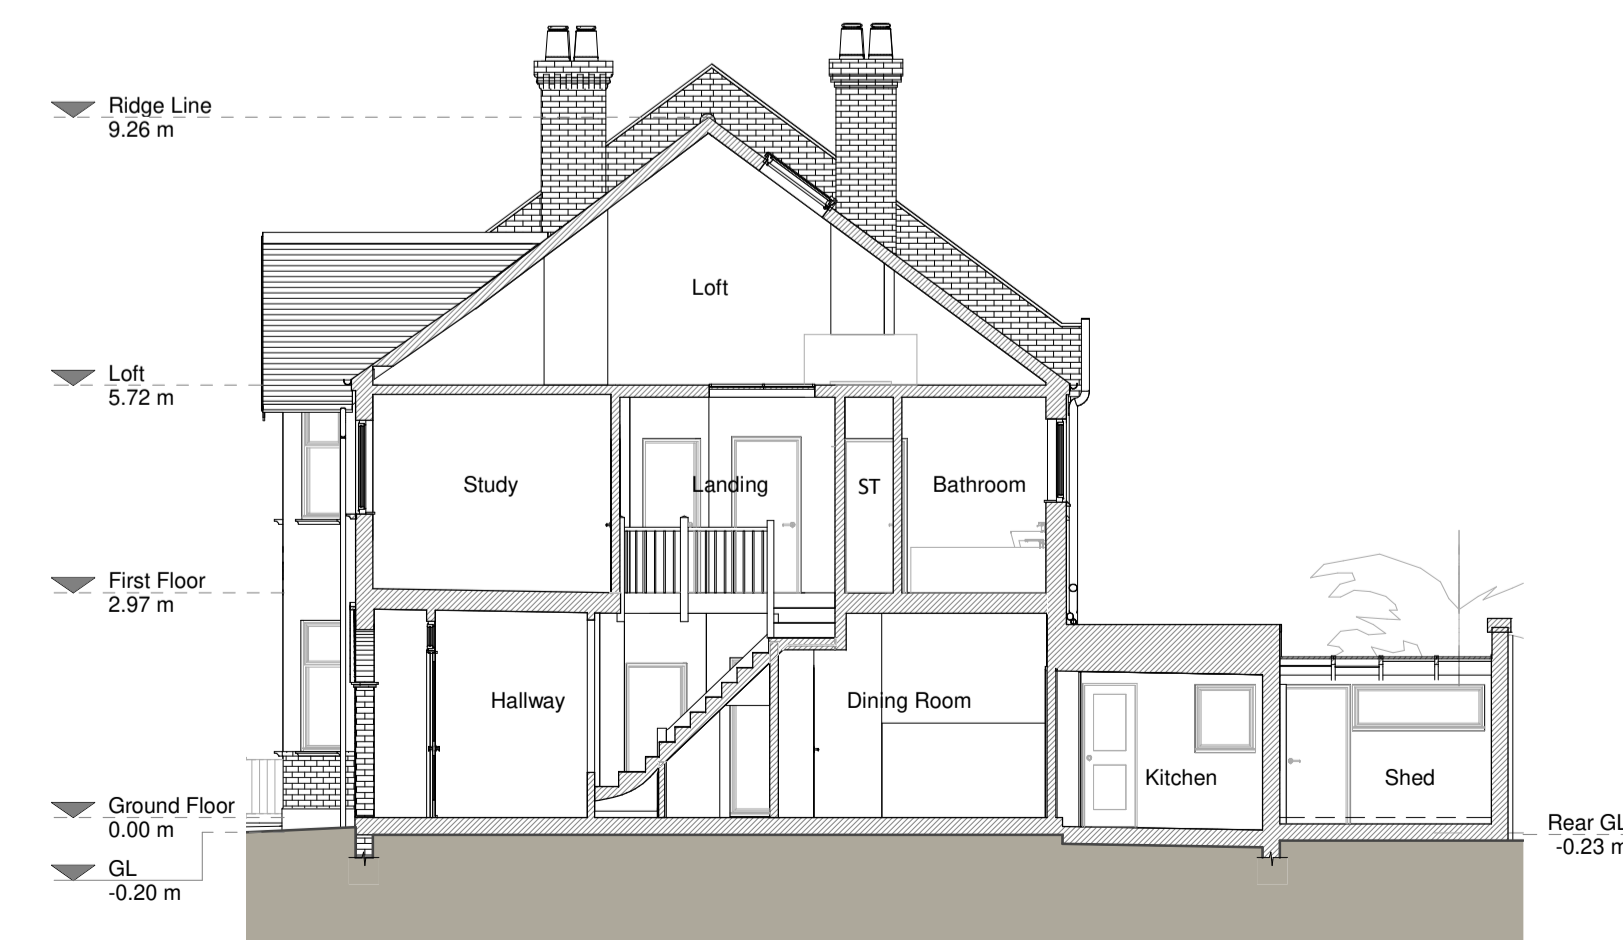 Ridge Line
9.26 m
Loft
Loft
5.72 m
Study
Landing
ST
Bathroom
First Floor
2.97 m
Hallway
Dining Room
Kitchen
Shed
Ground Floor
0.00 m
Rear GL
-0.23 m
GL
-0.20 m